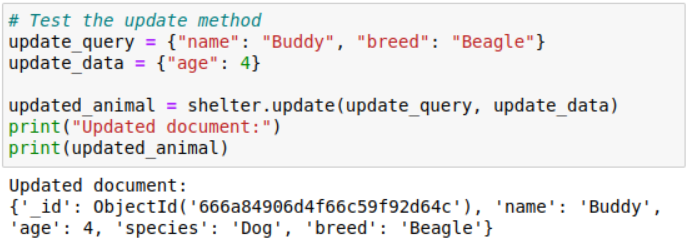 # Test the update method
update_query = {"name": "Buddy", "breed": "Beagle"}
update_data = {"age": 4}
updated_animal = shelter.update(update_query, update_data)
print("Updated document:")
print(updated_animal)
Updated document:
{'_id': ObjectId('666a84906d4f66c59f92d64c'), 'name': 'Buddy',
'age': 4, 'species': 'Dog', 'breed': 'Beagle'}